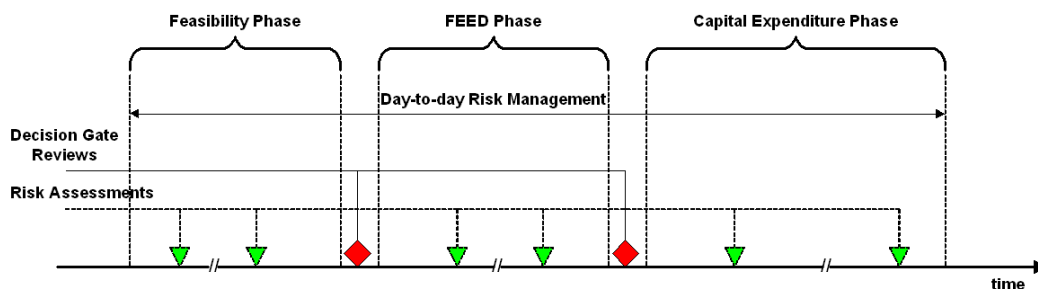 Feasibility Phase
FEED Phase
Capital Expenditure Phase
Day-to-day Risk Management
Decision Gate
Reviews
Risk Assessments
time